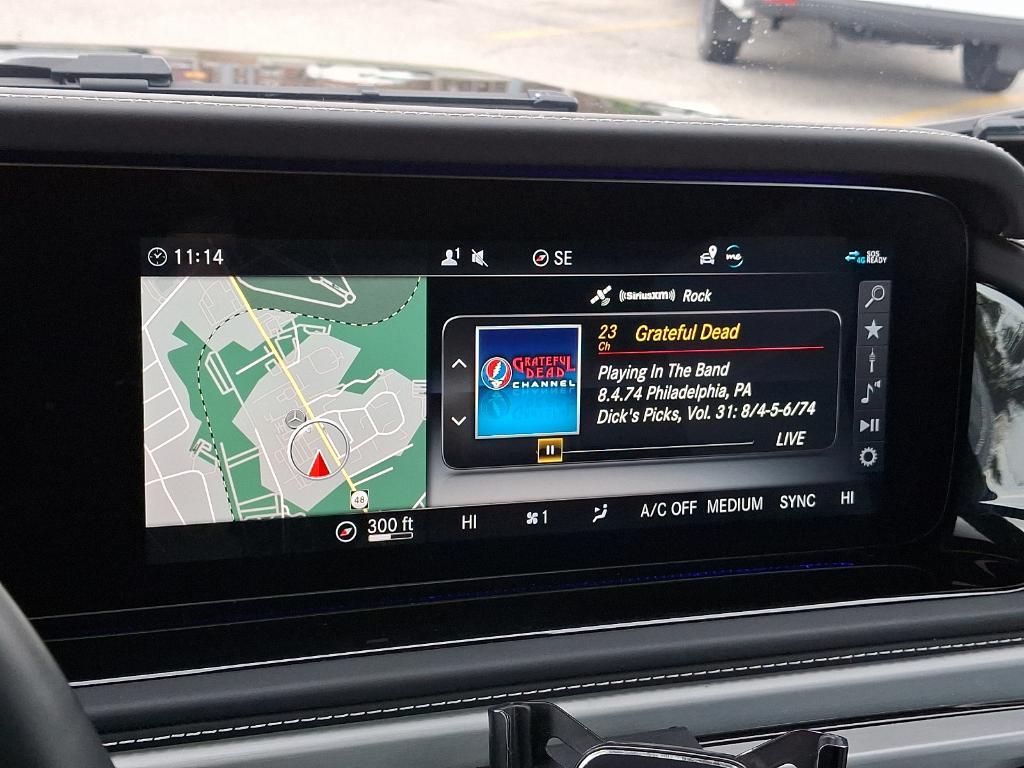 11:14
1
SE
me
4G SOS READY
((SiriusXM)) Rock
23 Grateful Dead
Ch
GRATEFUL
DEAD
CHANNEL
Playing In The Band
8.4.74 Philadelphia, PA
Dick's Picks, Vol. 31: 8/4-5-6/74
LIVE
48
300 ft
HI
1
A/C OFF
MEDIUM
SYNC
HI